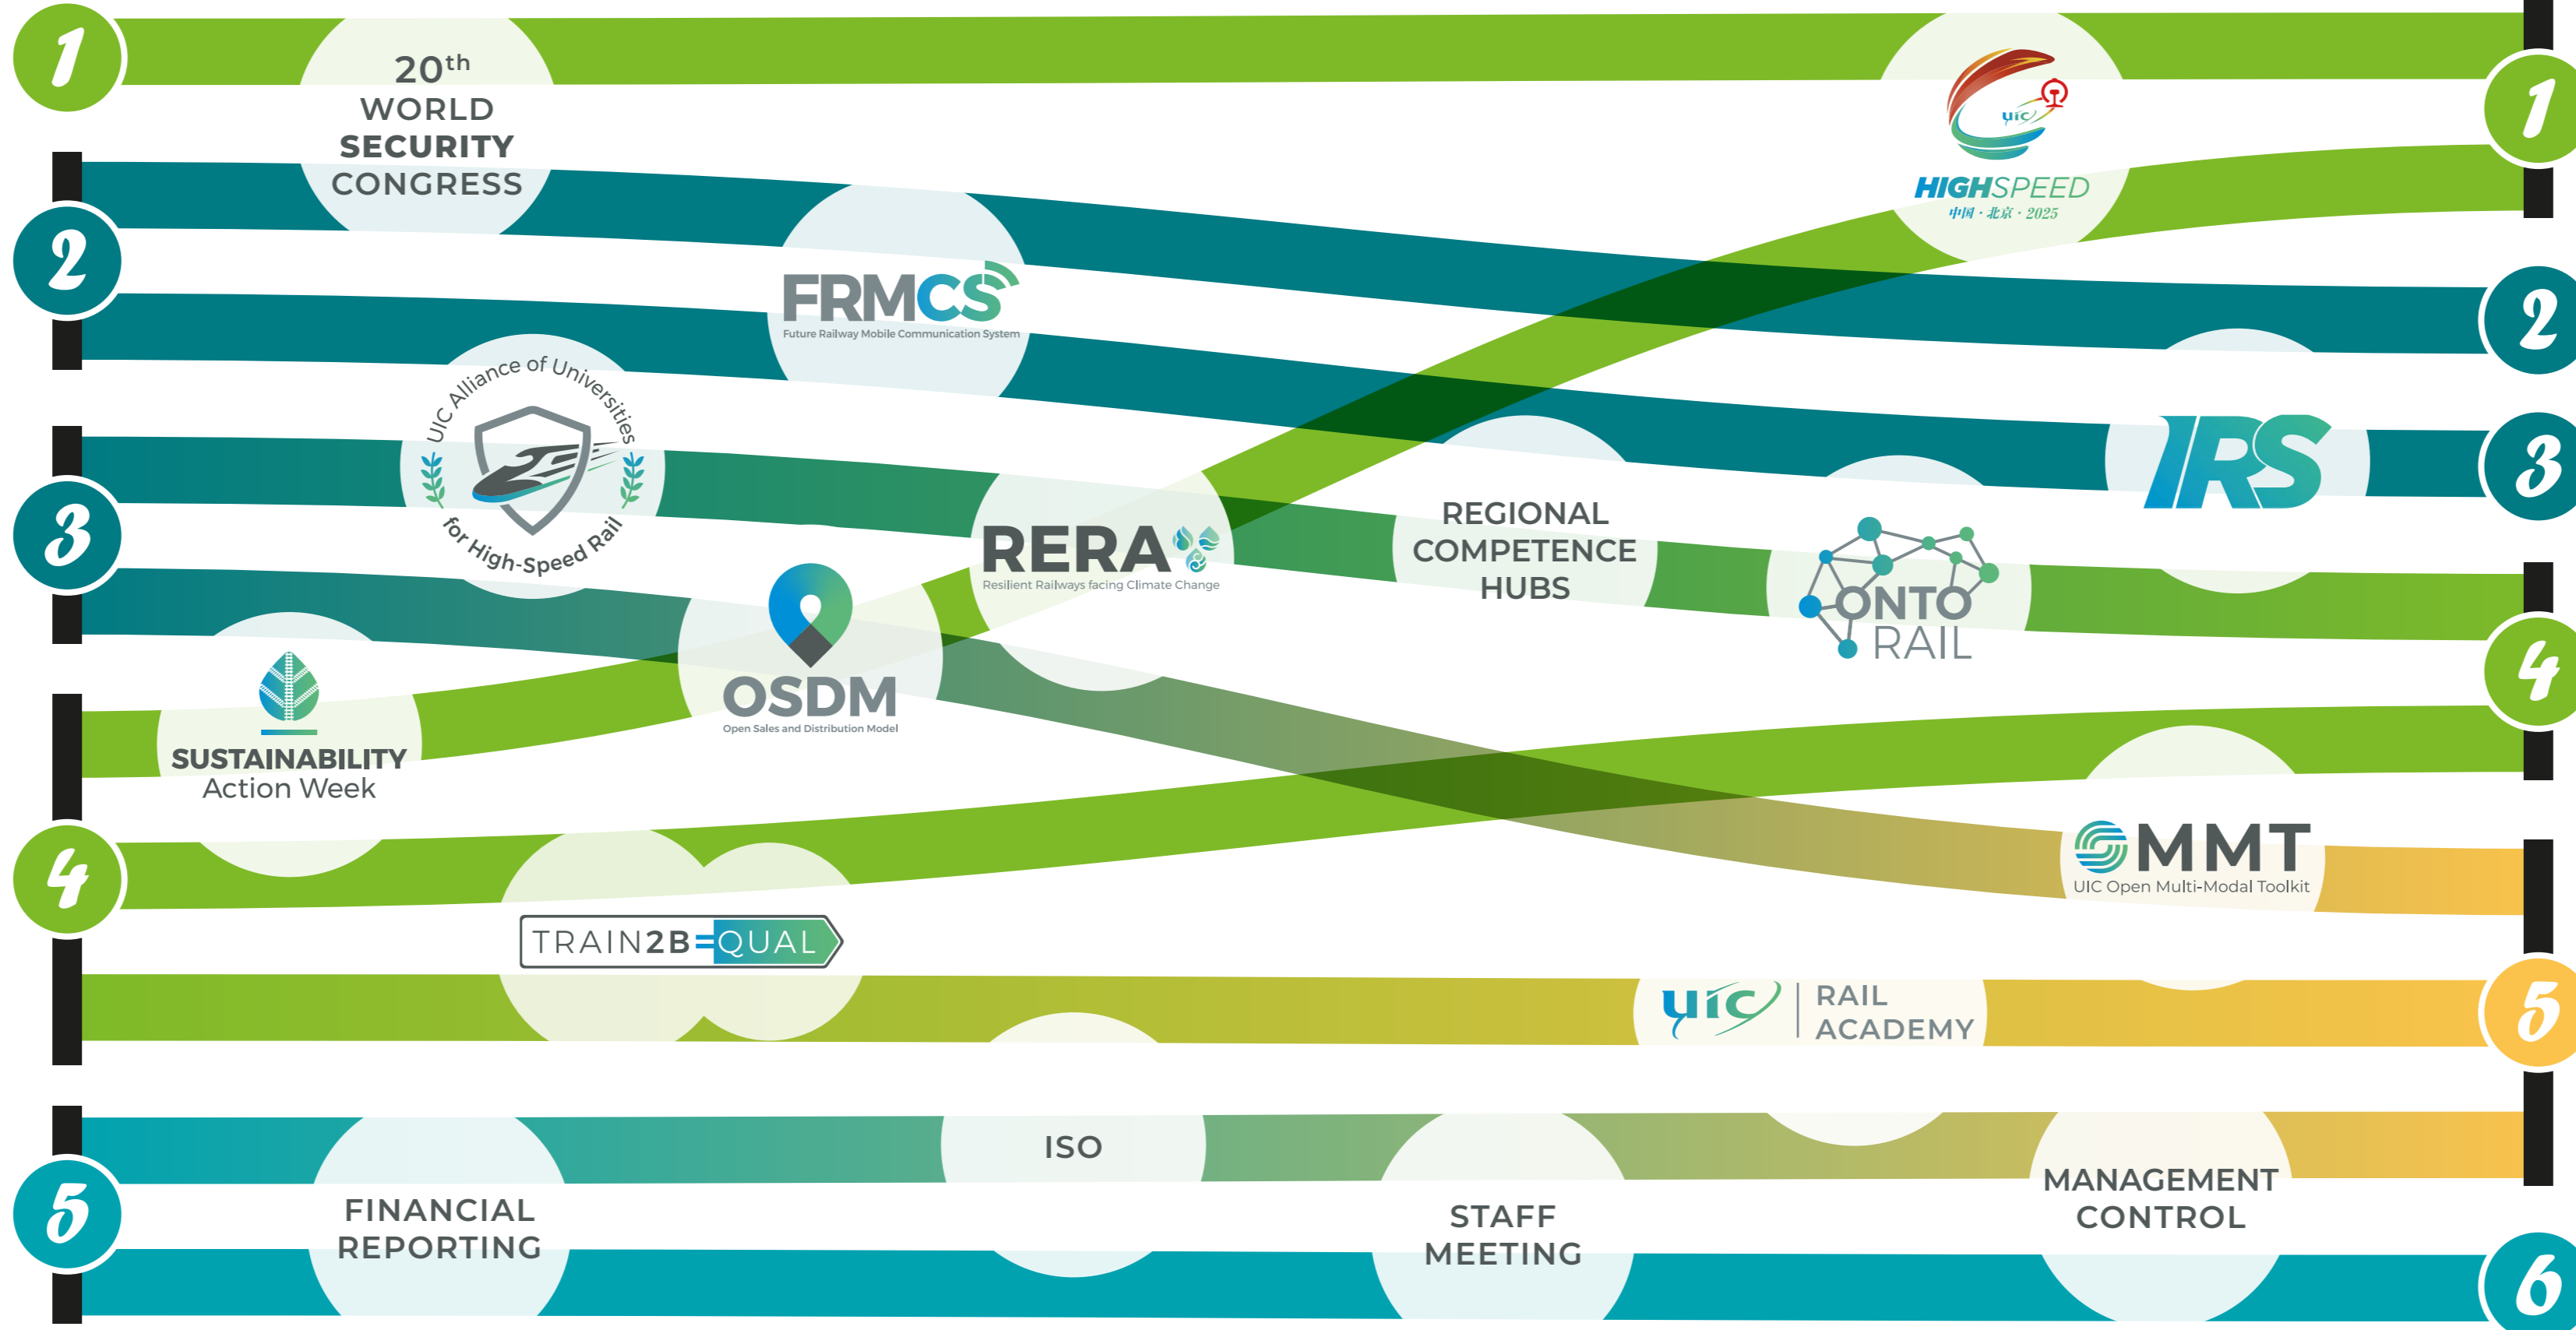 1
20th
WORLD
SECURITY
CONGRESS
uic
HIGHSPEED
中国・北京・2025
1
2
FRMCS
Future Railway Mobile Communication System
2
UIC Alliance of Universities
for High-Speed Rail
3
RERA
Resilient Railways facing Climate Change
REGIONAL
COMPETENCE
HUBS
IRS
3
ONTO
RAIL
OSDM
Open Sales and Distribution Model
SUSTAINABILITY
Action Week
4
4
MMT
UIC Open Multi-Modal Toolkit
TRAIN2B=QUAL
uic
RAIL
ACADEMY
5
5
FINANCIAL
REPORTING
ISO
STAFF
MEETING
MANAGEMENT
CONTROL
6